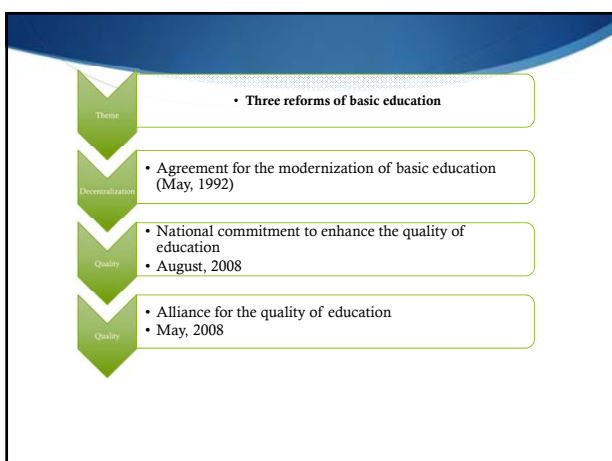 Theme
• Three reforms of basic education
Decentralization
• Agreement for the modernization of basic education
(May, 1992)
Quality
• National commitment to enhance the quality of
education
• August, 2008
Quality
• Alliance for the quality of education
• May, 2008